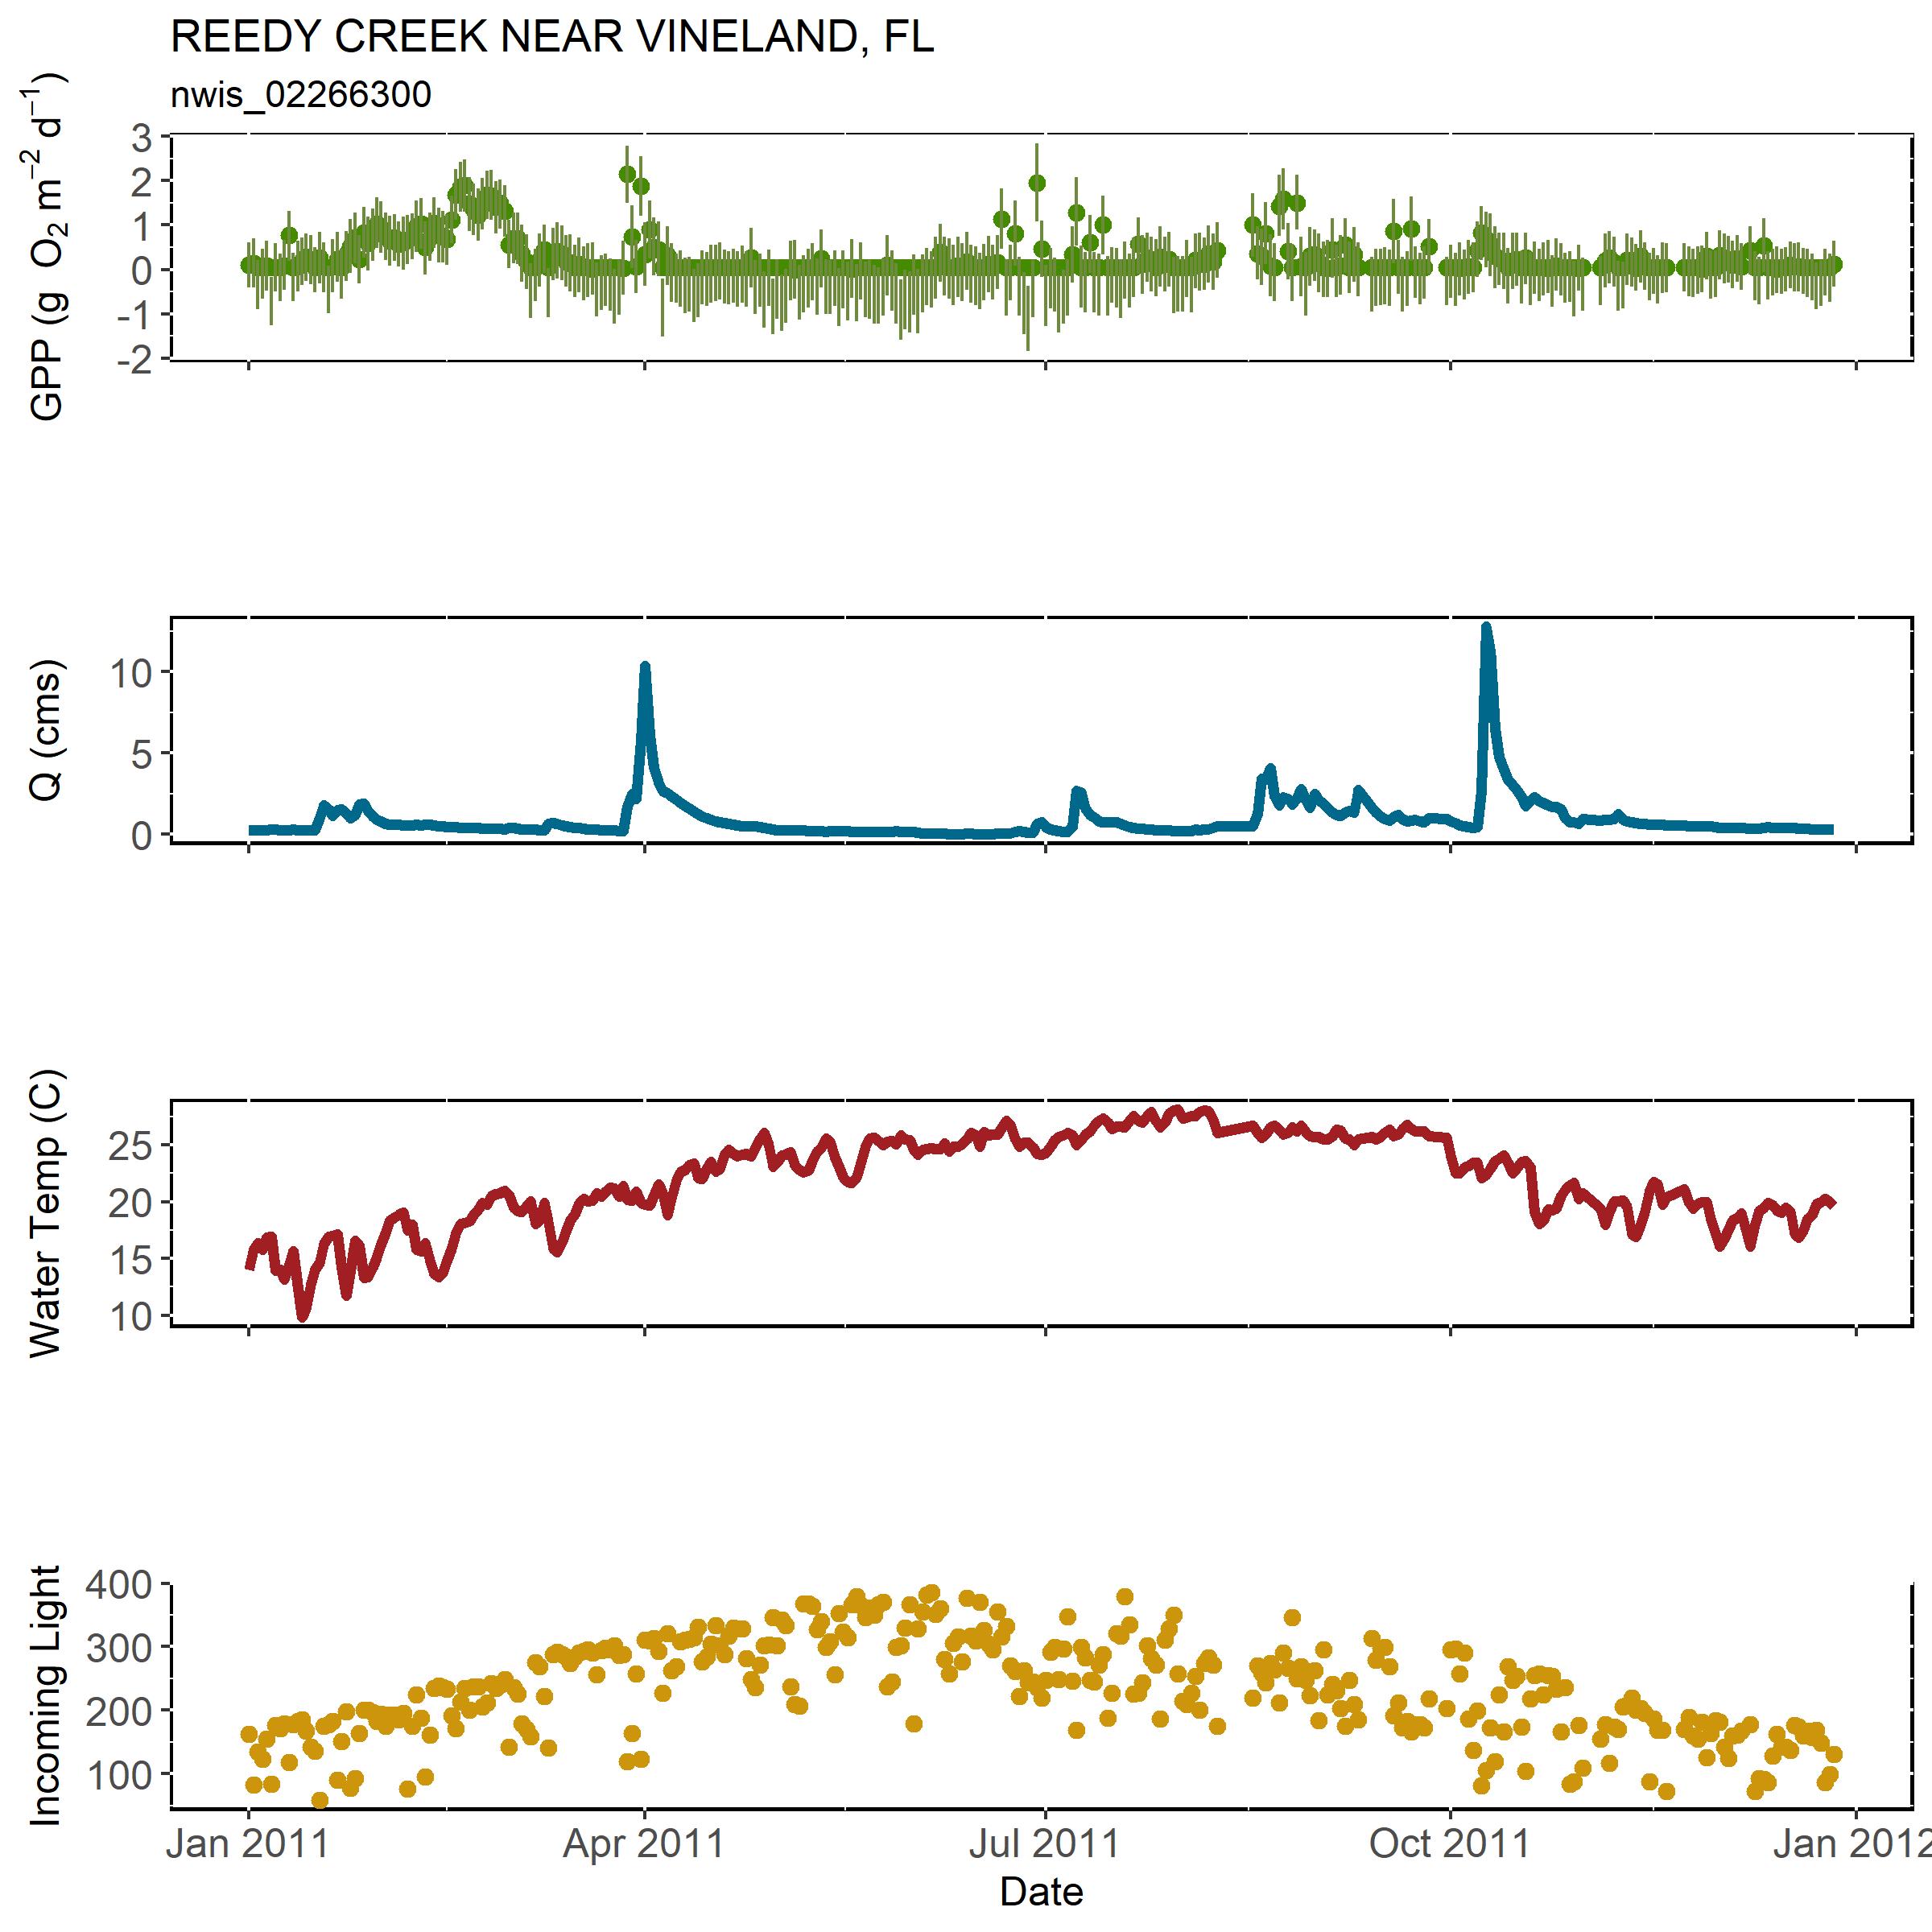 REEDY CREEK NEAR VINELAND, FL
nwis_02266300
GPP (g O₂ m⁻² d⁻¹)
3
2
1
0
-1
-2
Q (cms)
10
5
0
Water Temp (C)
25
20
15
10
Incoming Light
400
300
200
100
Jan 2011 Apr 2011 Jul 2011 Oct 2011 Jan 2012
Date